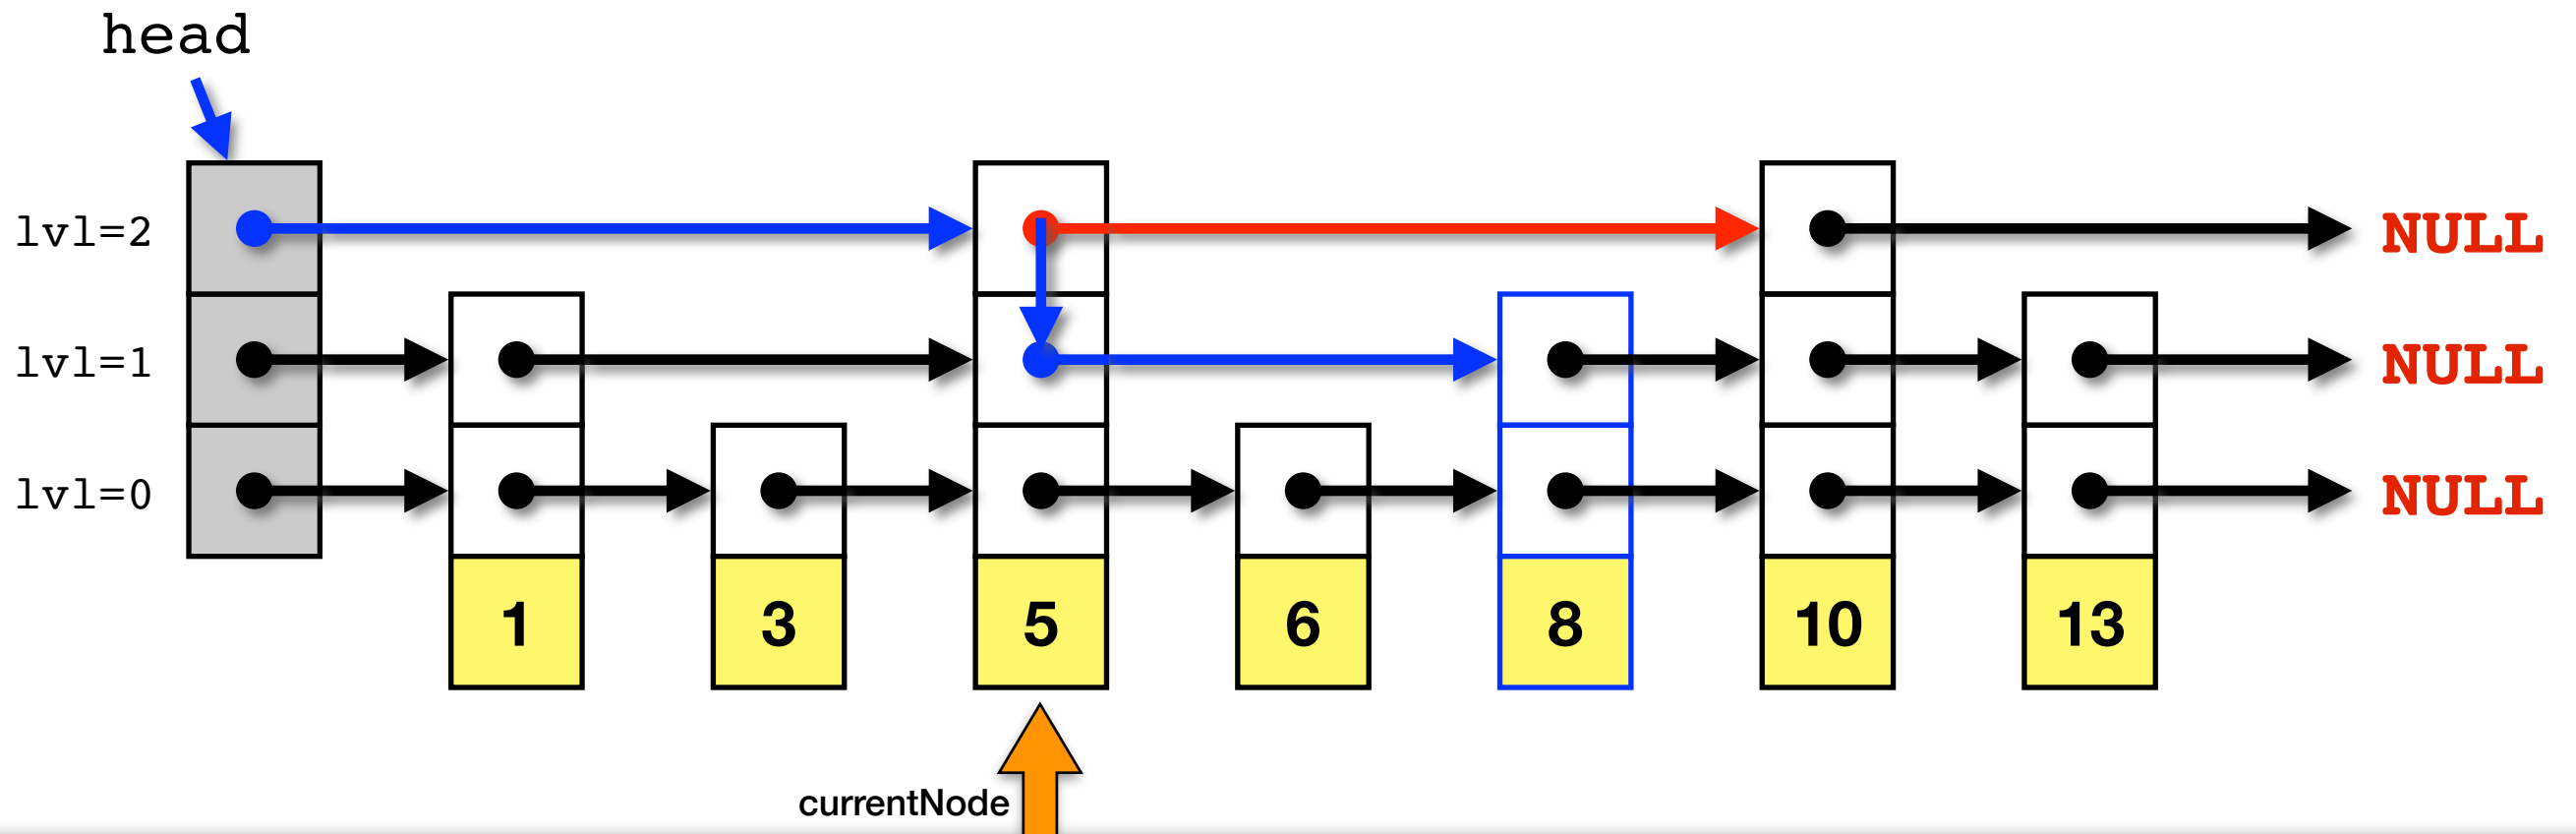 head
lvl=2 NULL
lvl=1 NULL
lvl=0 NULL
1 3 5 6 8 10 13
currentNode